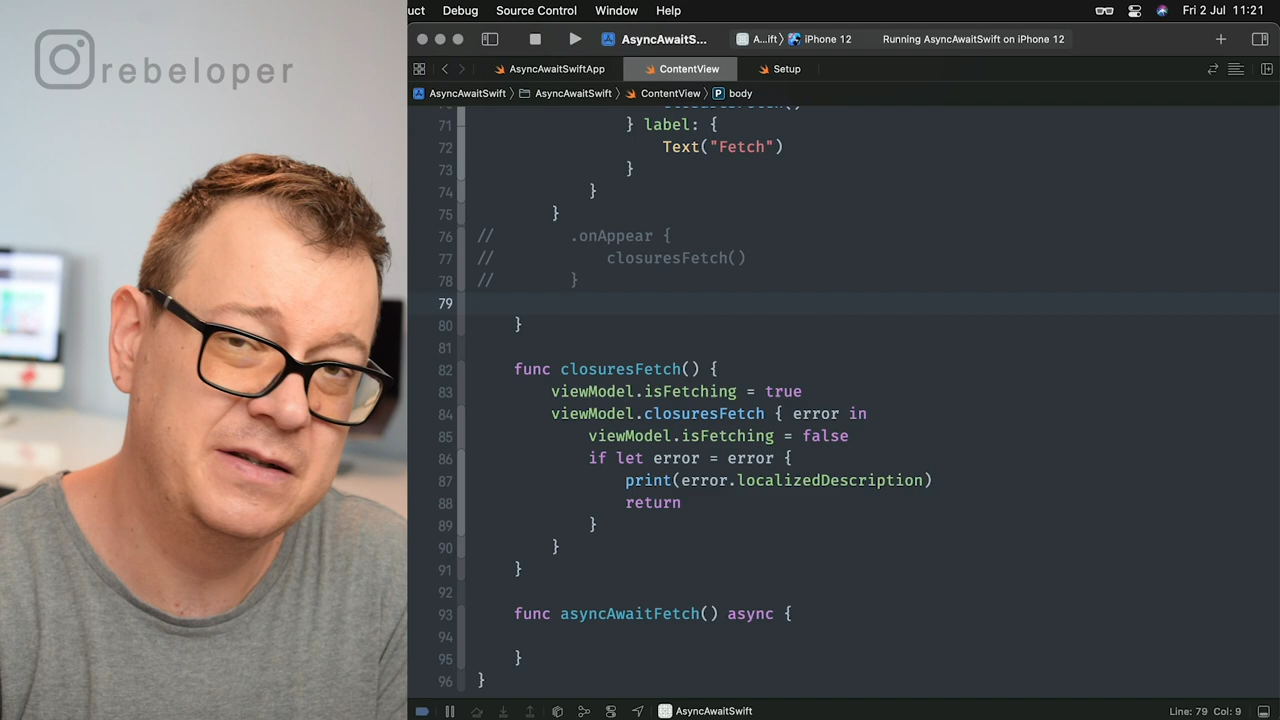 rebeloper
uct Debug Source Control Window Help Fri 2 Jul 11:21
AsyncAwaitS... A...ift⟩ iPhone 12 Running AsyncAwaitSwift on iPhone 12
AsyncAwaitSwiftApp ContentView Setup
AsyncAwaitSwift ⟩ AsyncAwaitSwift ⟩ ContentView ⟩ P body
71 } label: {
72 Text("Fetch")
73 }
74 }
75 }
76 // .onAppear {
77 // closuresFetch()
78 // }
79
80 }
81
82 func closuresFetch() {
83 viewModel.isFetching = true
84 viewModel.closuresFetch { error in
85 viewModel.isFetching = false
86 if let error = error {
87 print(error.localizedDescription)
88 return
89 }
90 }
91 }
92
93 func asyncAwaitFetch() async {
94
95 }
96 }
AsyncAwaitSwift Line: 79 Col: 9